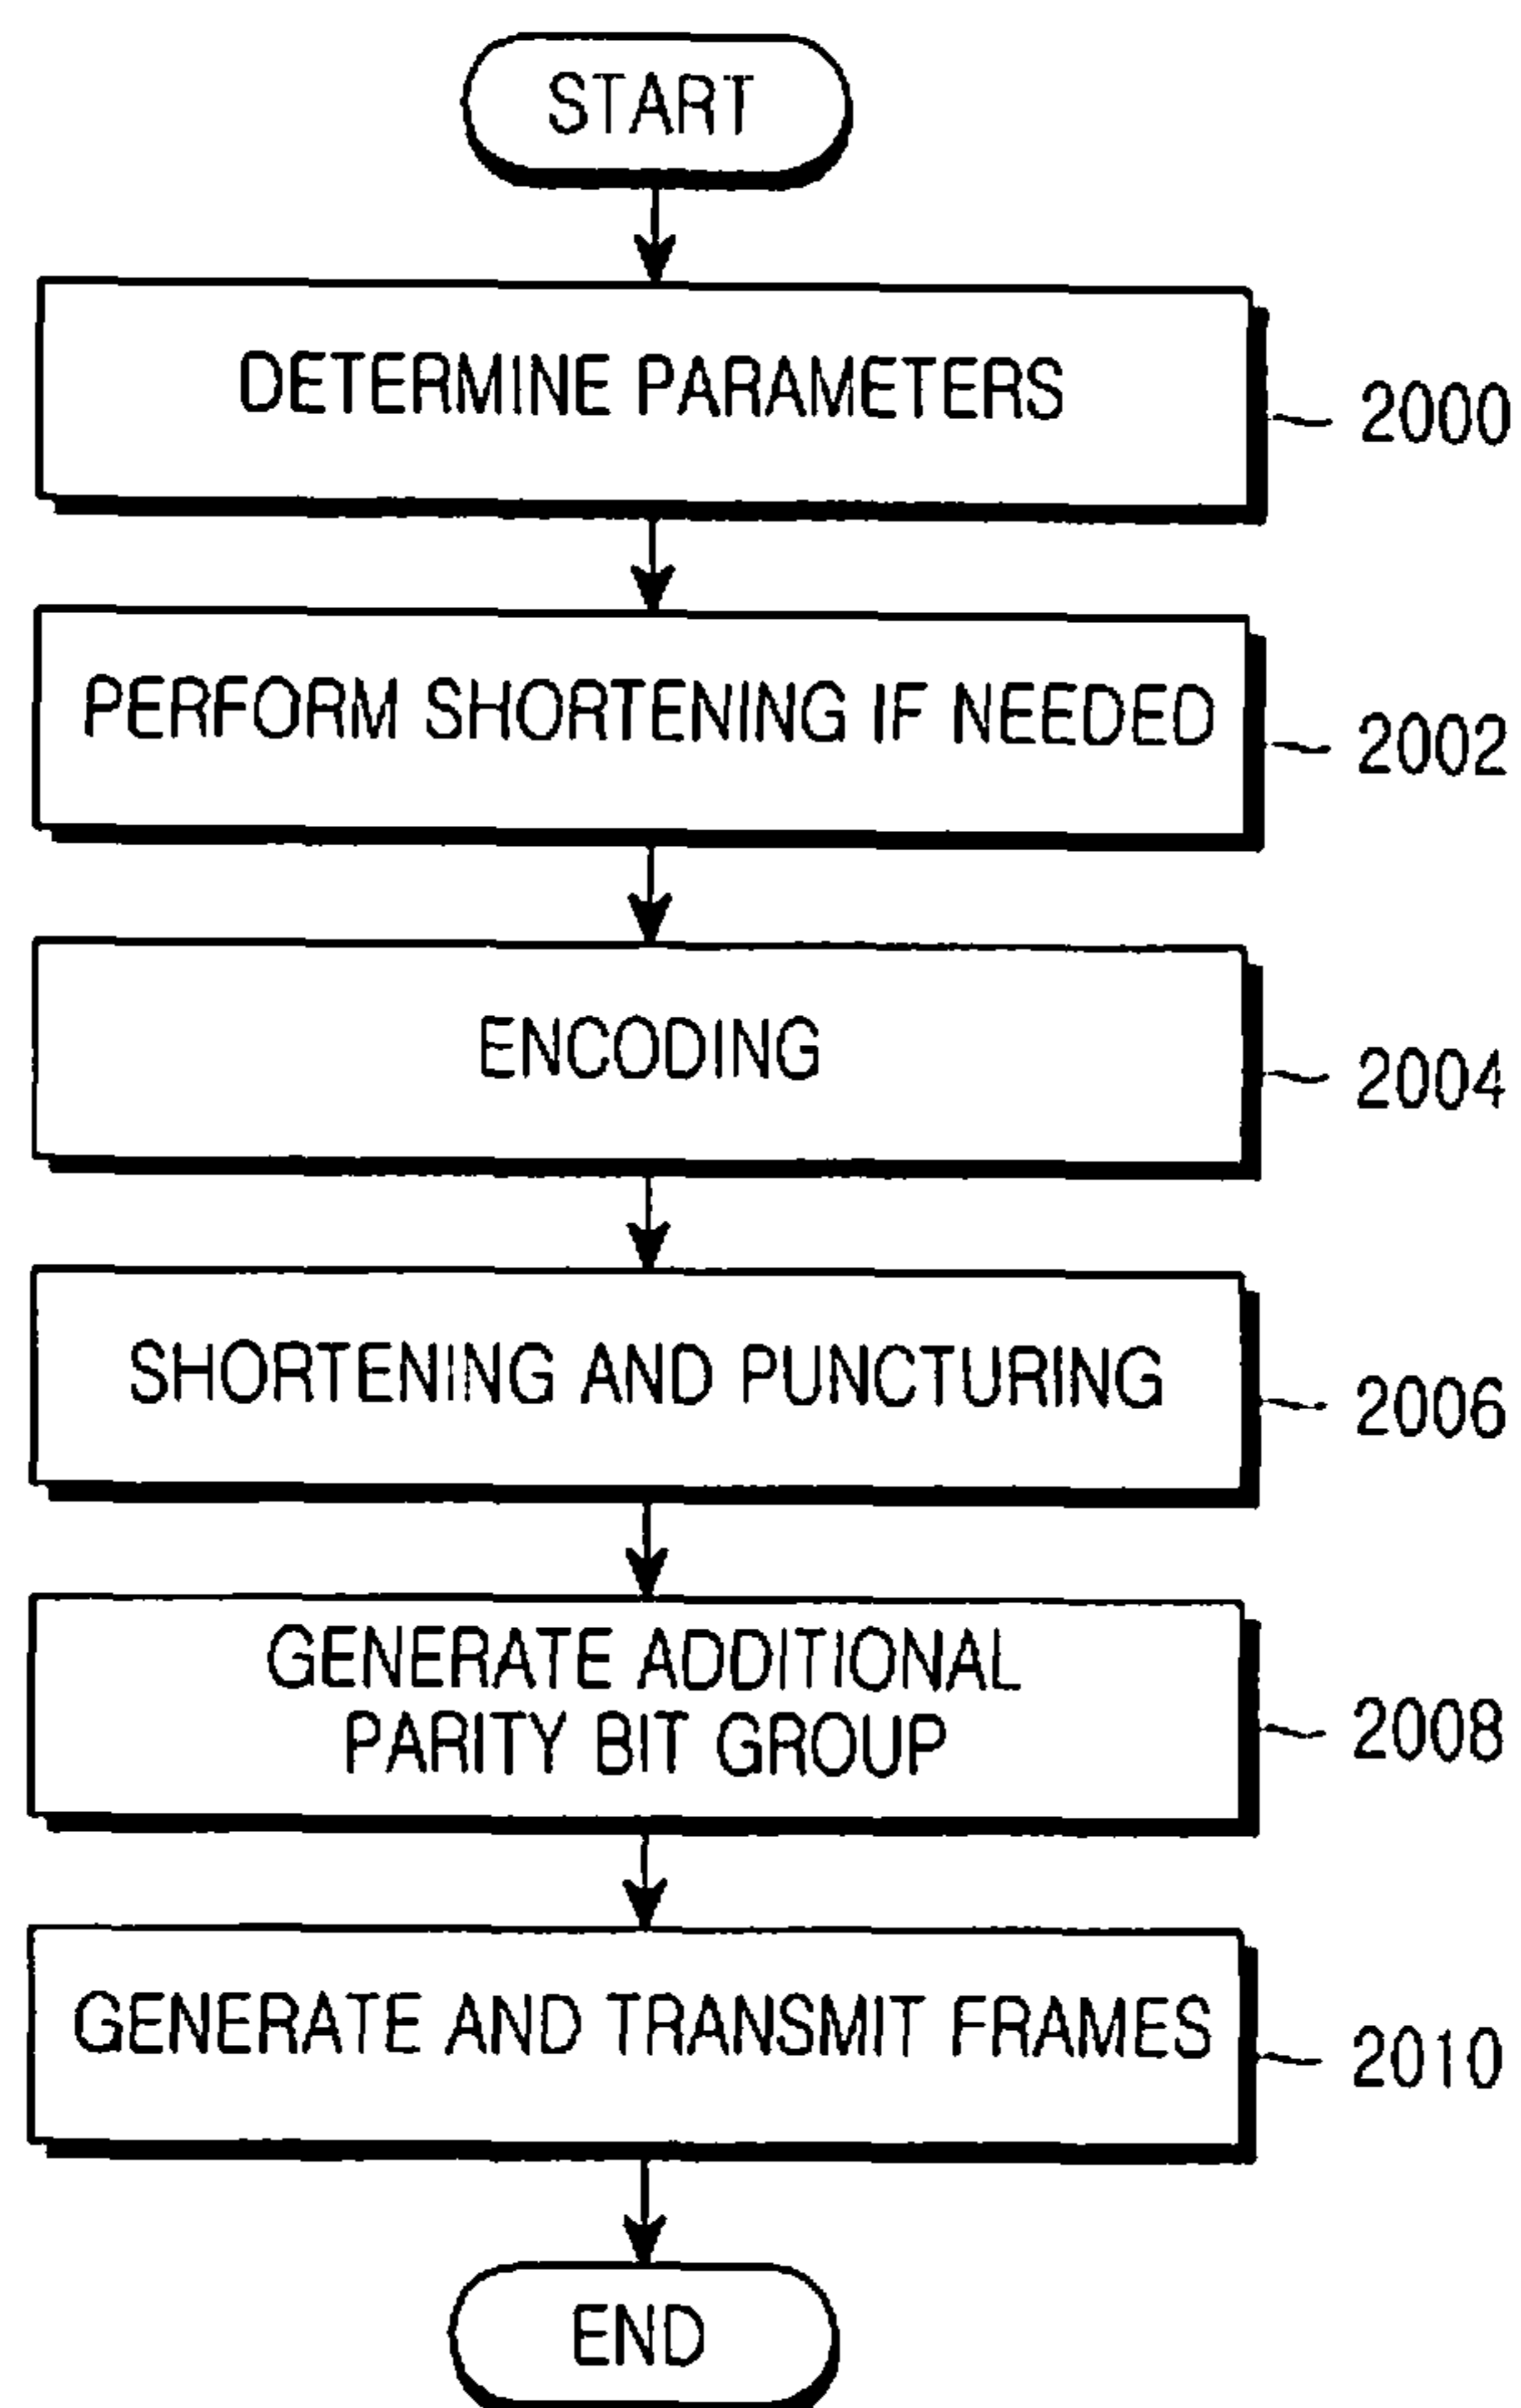 START
DETERMINE PARAMETERS
2000
PERFORM SHORTENING IF NEEDED
2002
ENCODING
2004
SHORTENING AND PUNCTURING
2006
GENERATE ADDITIONAL
PARITY BIT GROUP
2008
GENERATE AND TRANSMIT FRAMES
2010
END